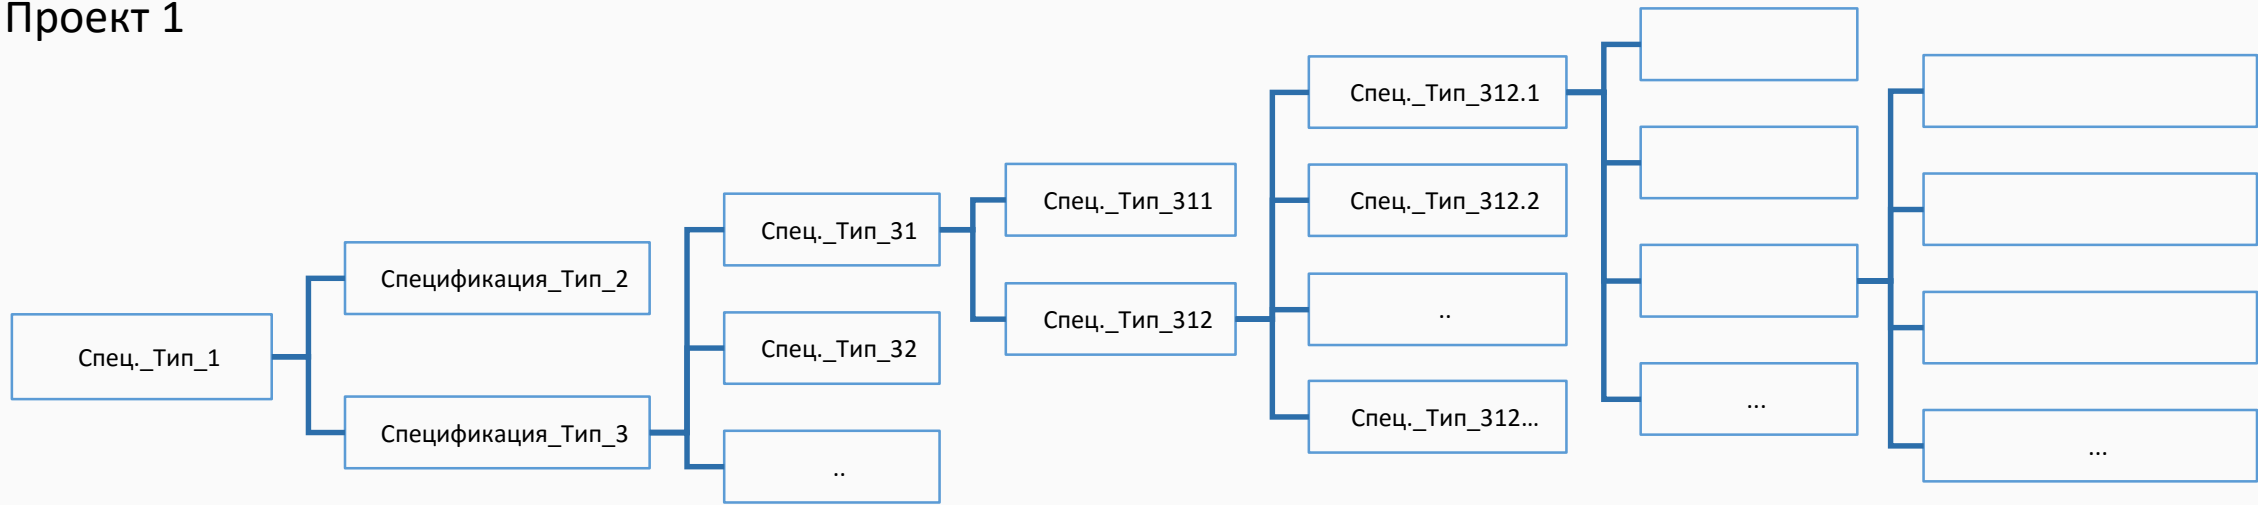 Проект 1
Спец._Тип_1
Спецификация_Тип_2
Спецификация_Тип_3
Спец._Тип_31
Спец._Тип_32
..
Спец._Тип_311
Спец._Тип_312
Спец._Тип_312.1
Спец._Тип_312.2
..
Спец._Тип_312...
...
...